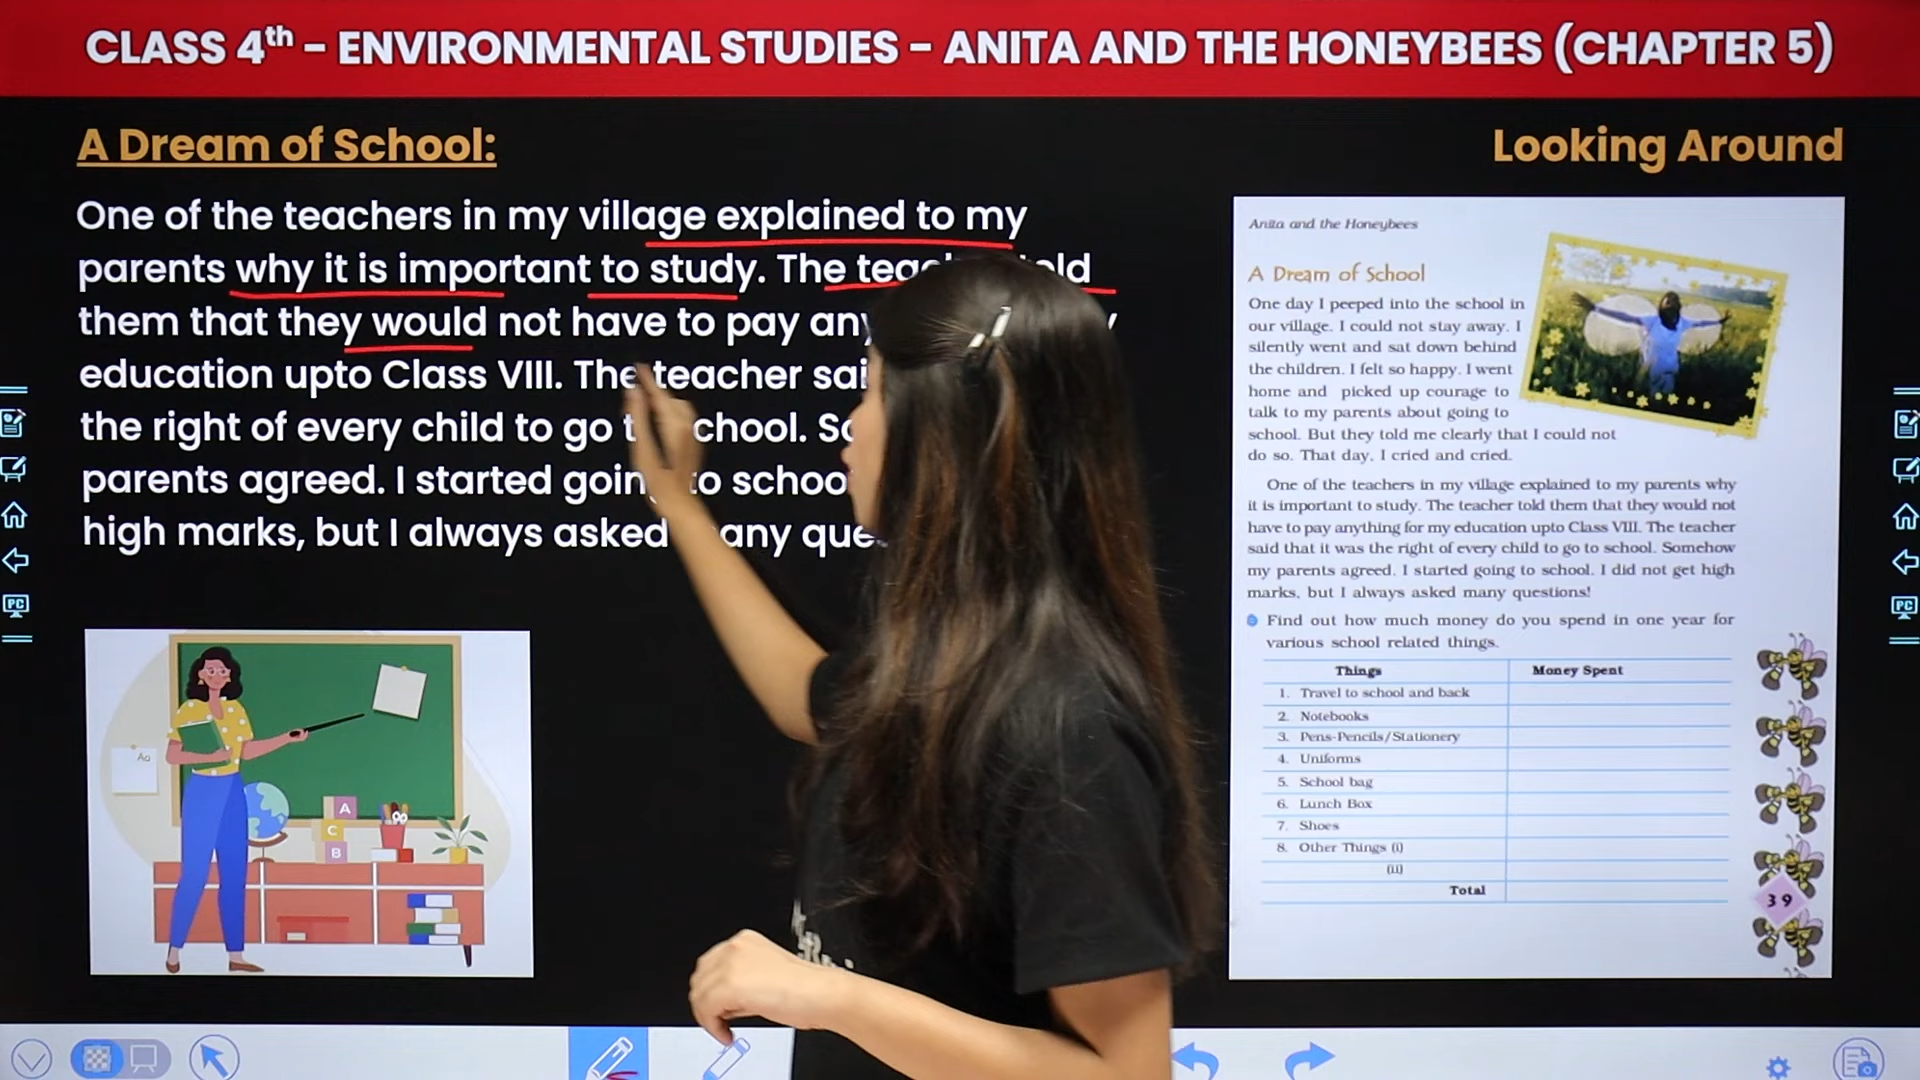 CLASS 4th – ENVIRONMENTAL STUDIES – ANITA AND THE HONEYBEES (CHAPTER 5)
A Dream of School:
Looking Around
One of the teachers in my village explained to my
parents why it is important to study. The
them that they would not have to pay
education upto Class VIII. The teacher
the right of every child to go
parents agreed. I started
high marks, but I always asked
Aa
A
C
B
Anita and the Honeybees
A Dream of School
One day I peeped into the school in
our village. I could not stay away. I
silently went and sat down behind
the children. I felt so happy. I went
home and picked up courage to
talk to my parents about going to
school. But they told me clearly that I could not
do so. That day, I cried and cried.
One of the teachers in my village explained to my parents why
it is important to study. The teacher told them that they would not
have to pay anything for my education upto Class VIII. The teacher
said that it was the right of every child to go to school. Somehow
my parents agreed. I started going to school. I did not get high
marks, but I always asked many questions!
Find out how much money do you spend in one year for
various school related things.
Things Money Spent
1. Travel to school and back
2. Notebooks
3. Pens-Pencils/Stationery
4. Uniforms
5. School bag
6. Lunch Box
7. Shoes
8. Other Things (i)
(ii)
Total
39
PC
PC